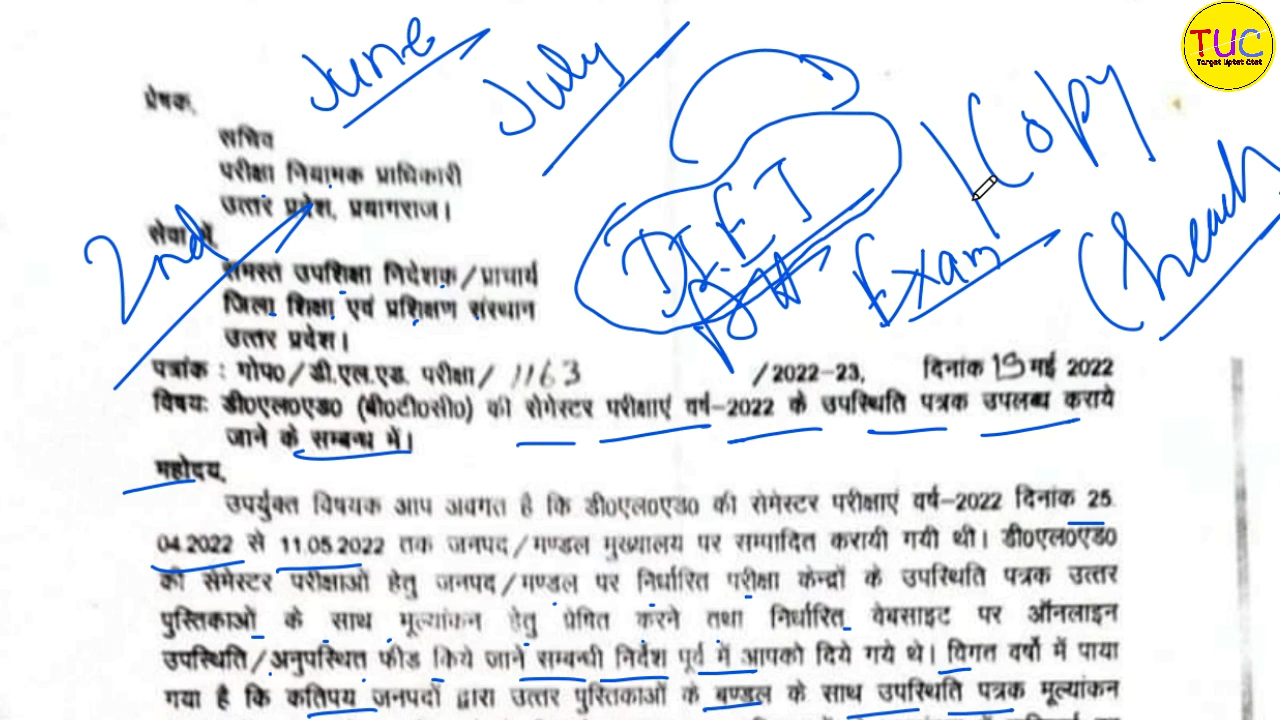 TUC
Target Uptet Ctet
June
July
2nd
Exam
Copy
प्रेषक,
सचिव
परीक्षा नियामक प्राधिकारी
उत्तर प्रदेश, प्रयागराज।
सेवा में,
समस्त उपशिक्षा निदेशक/प्राचार्य
जिला शिक्षा एवं प्रशिक्षण संस्थान
उत्तर प्रदेश।
पत्रांक : गोप0/डी.एल.एड. परीक्षा/ 1163 /2022-23, दिनांक 19 मई 2022
विषयः डी0एल0एड0 (बी0टी0सी0) की सेमेस्टर परीक्षाएं वर्ष-2022 के उपस्थिति पत्रक उपलब्ध कराये
जाने के सम्बन्ध में।
महोदय,
उपर्युक्त विषयक आप अवगत है कि डी0एल0एड0 की सेमेस्टर परीक्षाएं वर्ष-2022 दिनांक 25.
04.2022 से 11.05.2022 तक जनपद/मण्डल मुख्यालय पर सम्पादित करायी गयी थी। डी0एल0एड0
की सेमेस्टर परीक्षाओं हेतु जनपद/मण्डल पर निर्धारित परीक्षा केन्द्रों के उपस्थिति पत्रक उत्तर
पुस्तिकाओं के साथ मूल्यांकन हेतु प्रेषित करने तथा निर्धारित वेबसाइट पर ऑनलाइन
उपस्थिति/अनुपस्थित फीड किये जाने सम्बन्धी निर्देश पूर्व में आपको दिये गये थे। विगत वर्षो में पाया
गया है कि कतिपय जनपदों द्वारा उत्तर पुस्तिकाओं के बण्डल के साथ उपस्थिति पत्रक मूल्यांकन